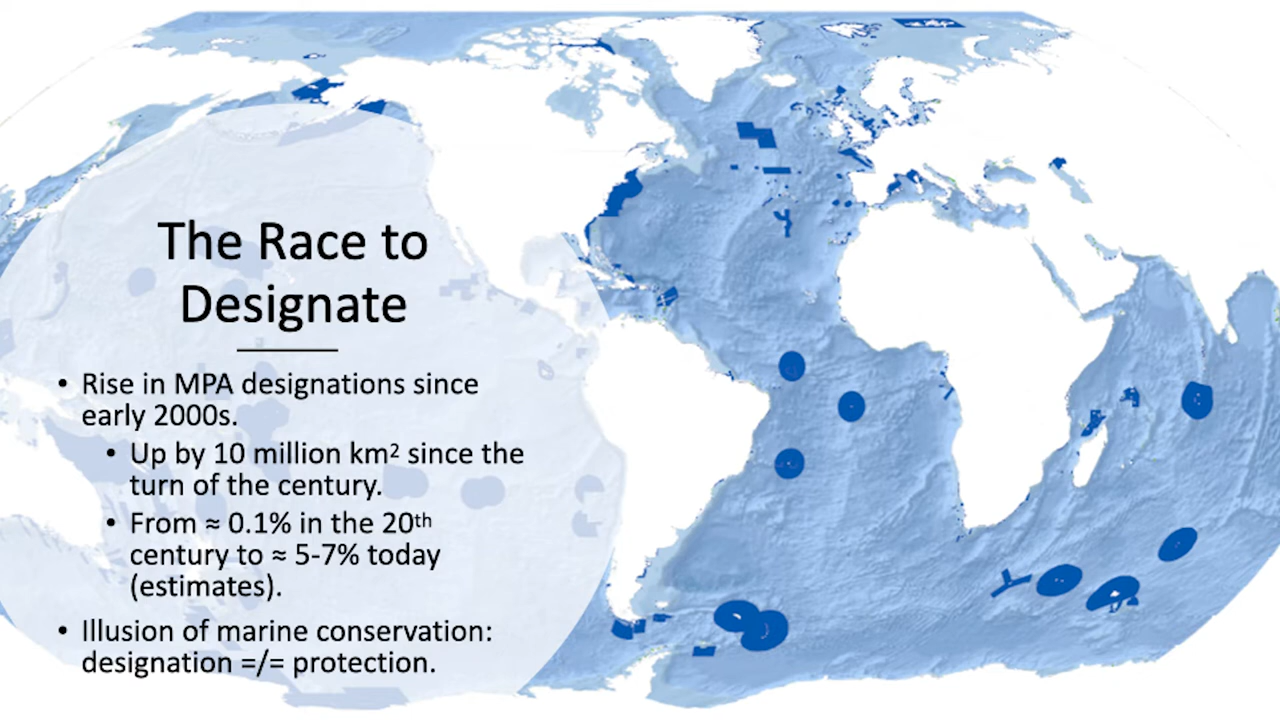 The Race to
Designate
• Rise in MPA designations since
early 2000s.
• Up by 10 million km² since the
turn of the century.
• From ≈ 0.1% in the 20th
century to ≈ 5-7% today
(estimates).
• Illusion of marine conservation:
designation =/= protection.